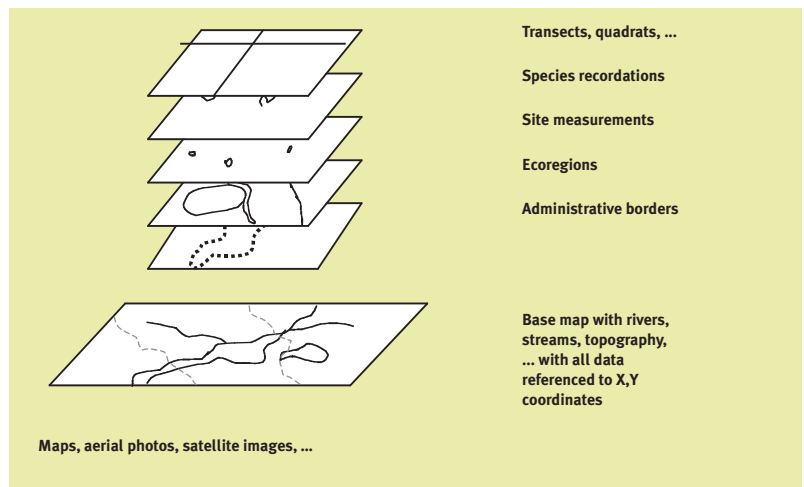 Transects, quadrats, ...
Species recordations
Site measurements
Ecoregions
Administrative borders
Base map with rivers,
streams, topography,
... with all data
referenced to X,Y
coordinates
Maps, aerial photos, satellite images, ...